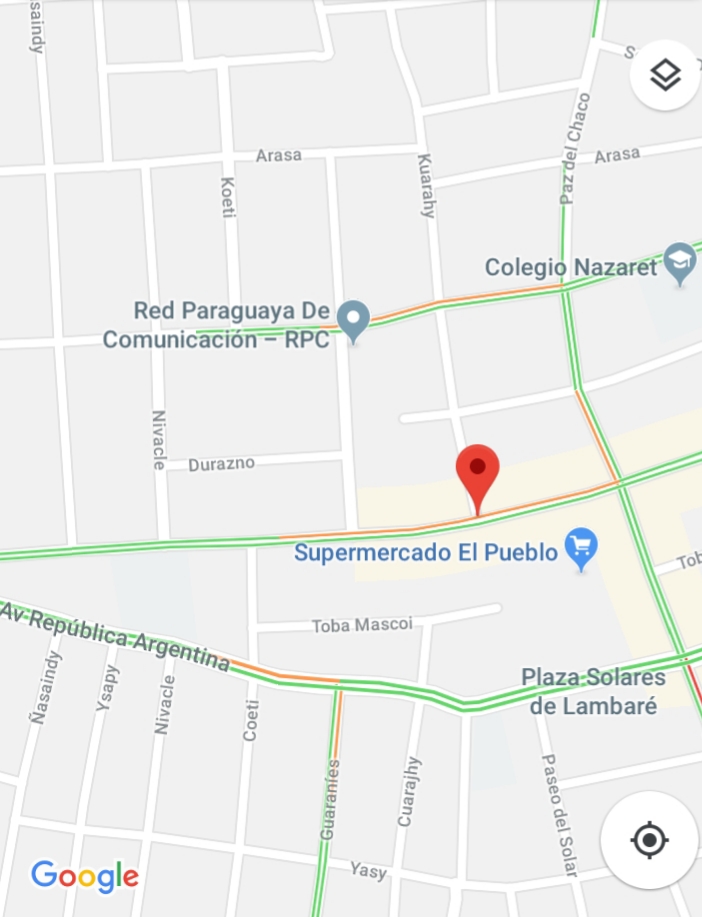 Ñasaindy
Arasa
Koeti
Kuarahy
Paz del Chaco
Arasa
Colegio Nazaret
Red Paraguaya De
Comunicación – RPC
Nivacle
Durazno
Supermercado El Pueblo
Av República Argentina
Toba Mascoi
Plaza Solares
de Lambaré
Ñasaindy
Ysapy
Nivacle
Coeti
Guaraníes
Cuarajhy
Paseo del Solar
Yasy
Google